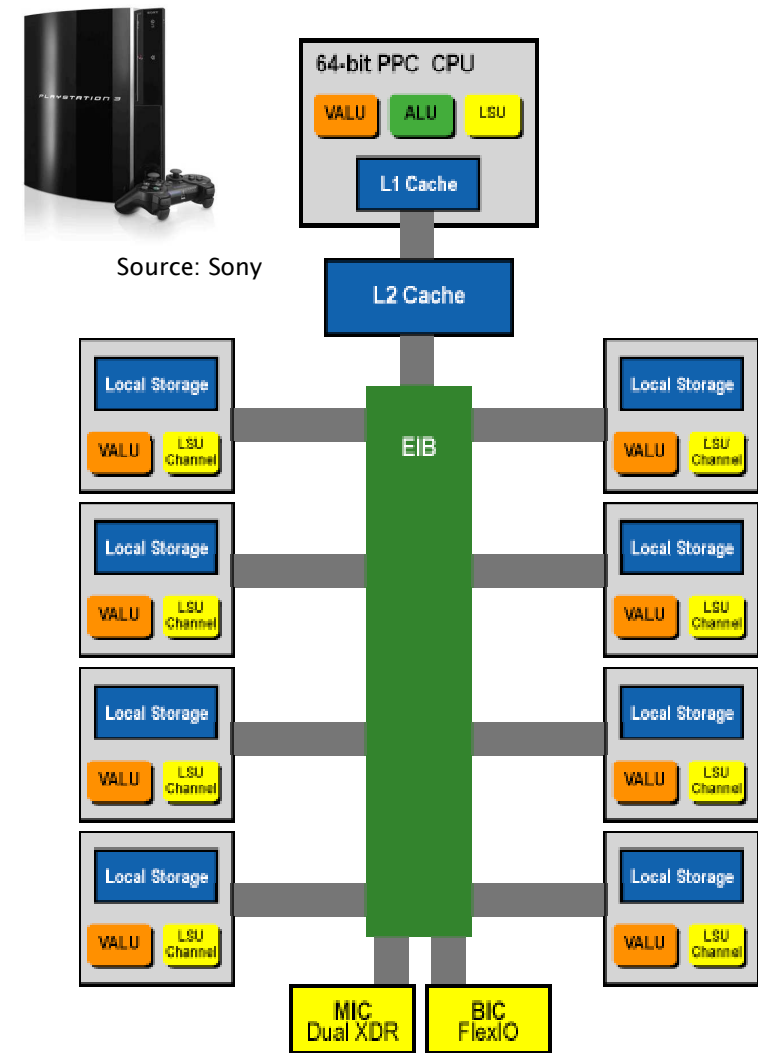 PLAYSTATION 3
Source: Sony
64-bit PPC CPU
VALU ALU LSU
L1 Cache
L2 Cache
EIB
Local Storage
VALU LSU
Channel
Local Storage
VALU LSU
Channel
Local Storage
VALU LSU
Channel
Local Storage
VALU LSU
Channel
Local Storage
VALU LSU
Channel
Local Storage
VALU LSU
Channel
Local Storage
VALU LSU
Channel
Local Storage
VALU LSU
Channel
MIC
Dual XDR
BIC
FlexIO